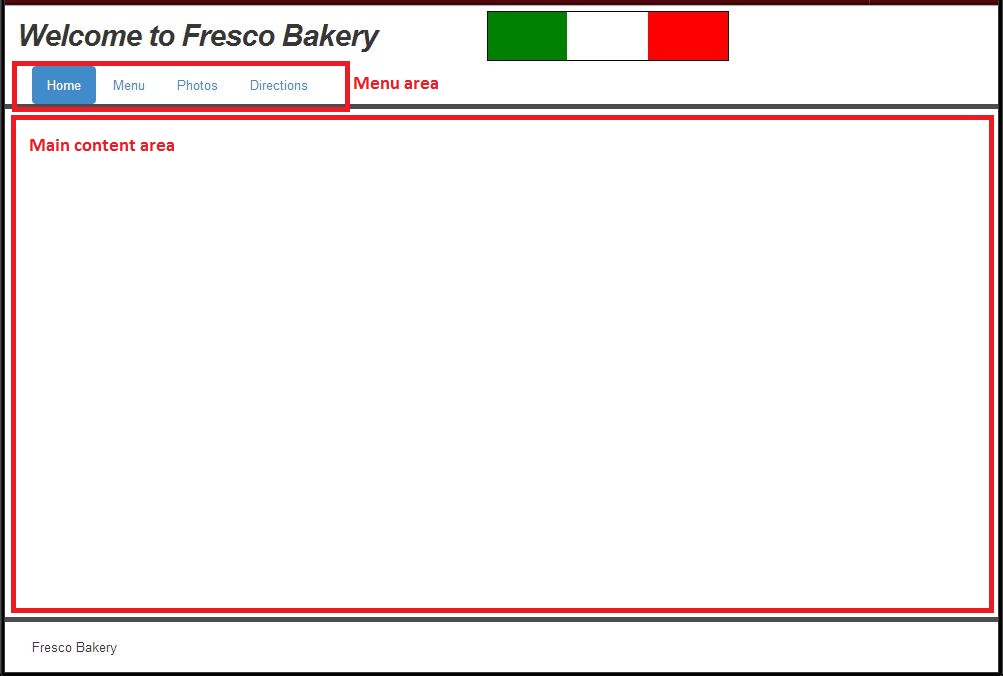 Welcome to Fresco Bakery
Home Menu Photos Directions
Menu area
Main content area
Fresco Bakery